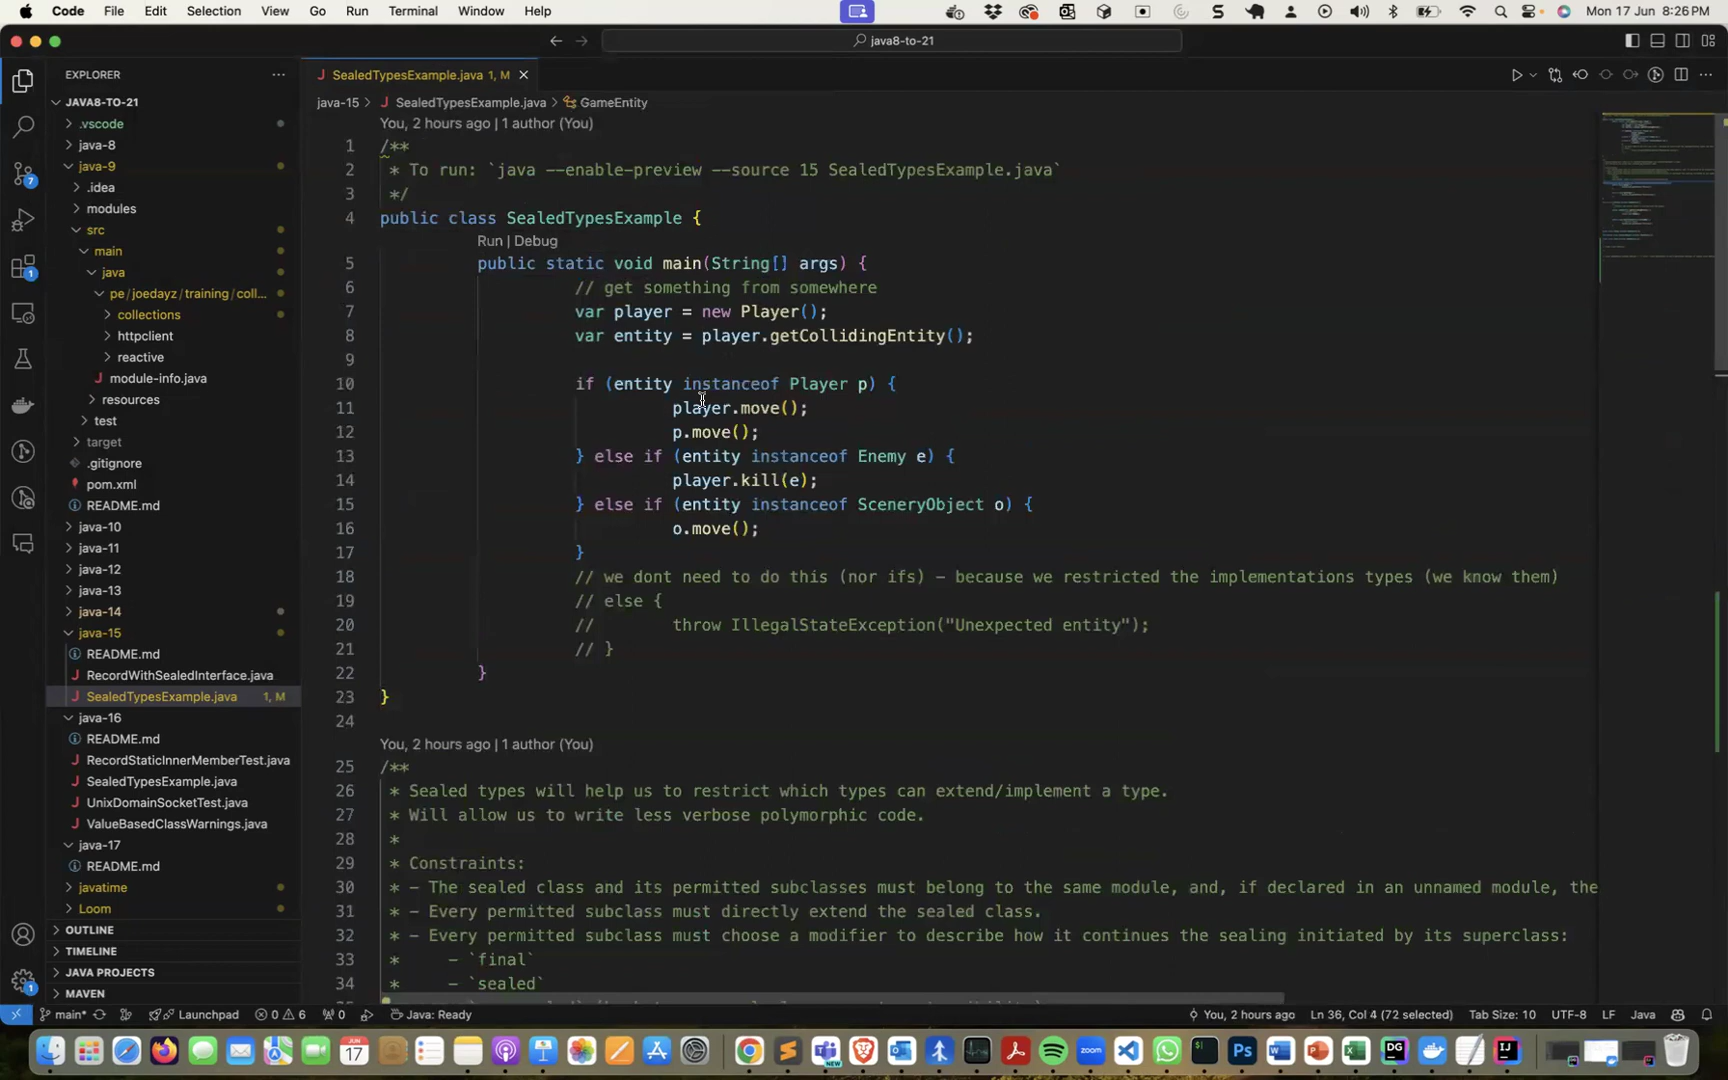 Code File Edit Selection View Go Run Terminal Window Help Mon 17 Jun 8:26 PM
java8-to-21
EXPLORER
SealedTypesExample.java 1, M
JAVA8-TO-21
java-15 > SealedTypesExample.java > GameEntity
.vscode
java-8
java-9
.idea
modules
src
main
java
pe/joedayz/training/coll...
collections
httpclient
reactive
module-info.java
resources
test
target
.gitignore
pom.xml
README.md
java-10
java-11
java-12
java-13
java-14
java-15
README.md
RecordWithSealedInterface.java
SealedTypesExample.java 1, M
java-16
README.md
RecordStaticInnerMemberTest.java
SealedTypesExample.java
UnixDomainSocketTest.java
ValueBasedClassWarnings.java
java-17
README.md
javatime
Loom
OUTLINE
TIMELINE
JAVA PROJECTS
MAVEN
You, 2 hours ago | 1 author (You)
1 /**
2 * To run: `java --enable-preview --source 15 SealedTypesExample.java`
3 */
4 public class SealedTypesExample {
Run | Debug
5 public static void main(String[] args) {
6 // get something from somewhere
7 var player = new Player();
8 var entity = player.getCollidingEntity();
9
10 if (entity instanceof Player p) {
11 player.move();
12 p.move();
13 } else if (entity instanceof Enemy e) {
14 player.kill(e);
15 } else if (entity instanceof SceneryObject o) {
16 o.move();
17 }
18 // we dont need to do this (nor ifs) – because we restricted the implementations types (we know them)
19 // else {
20 // throw IllegalStateException("Unexpected entity");
21 // }
22 }
23 }
24
You, 2 hours ago | 1 author (You)
25 /**
26 * Sealed types will help us to restrict which types can extend/implement a type.
27 * Will allow us to write less verbose polymorphic code.
28 *
29 * Constraints:
30 * – The sealed class and its permitted subclasses must belong to the same module, and, if declared in an unnamed module, the
31 * – Every permitted subclass must directly extend the sealed class.
32 * – Every permitted subclass must choose a modifier to describe how it continues the sealing initiated by its superclass:
33 * – `final`
34 * – `sealed`
main* Launchpad 0 6 0 Java: Ready You, 2 hours ago Ln 36, Col 4 (72 selected) Tab Size: 10 UTF-8 LF Java